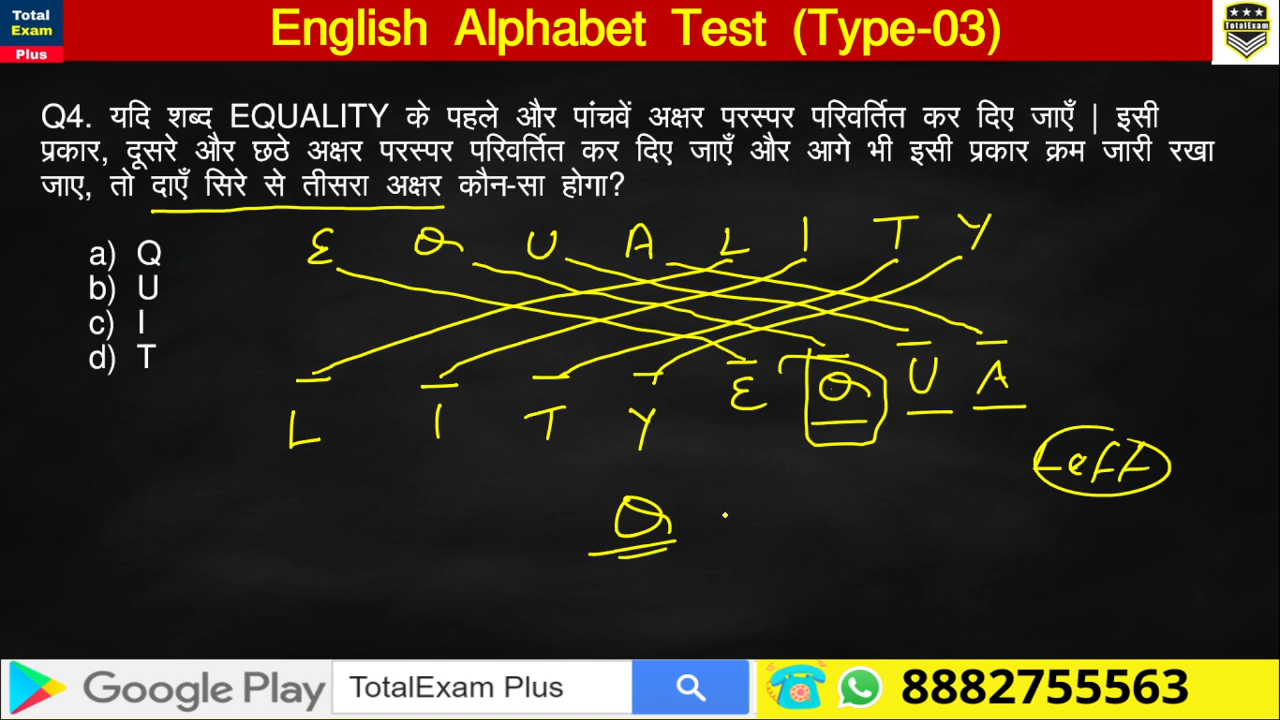 Total
Exam
Plus
English Alphabet Test (Type-03)
TotalExam
Q4. यदि शब्द EQUALITY के पहले और पांचवें अक्षर परस्पर परिवर्तित कर दिए जाएँ | इसी
प्रकार, दूसरे और छठे अक्षर परस्पर परिवर्तित कर दिए जाएँ और आगे भी इसी प्रकार क्रम जारी रखा
जाए, तो दाएँ सिरे से तीसरा अक्षर कौन-सा होगा?
a) Q
b) U
c) I
d) T
E Q U A L I T Y
L I T Y E Q U A
Left
Q
Google Play
TotalExam Plus
8882755563